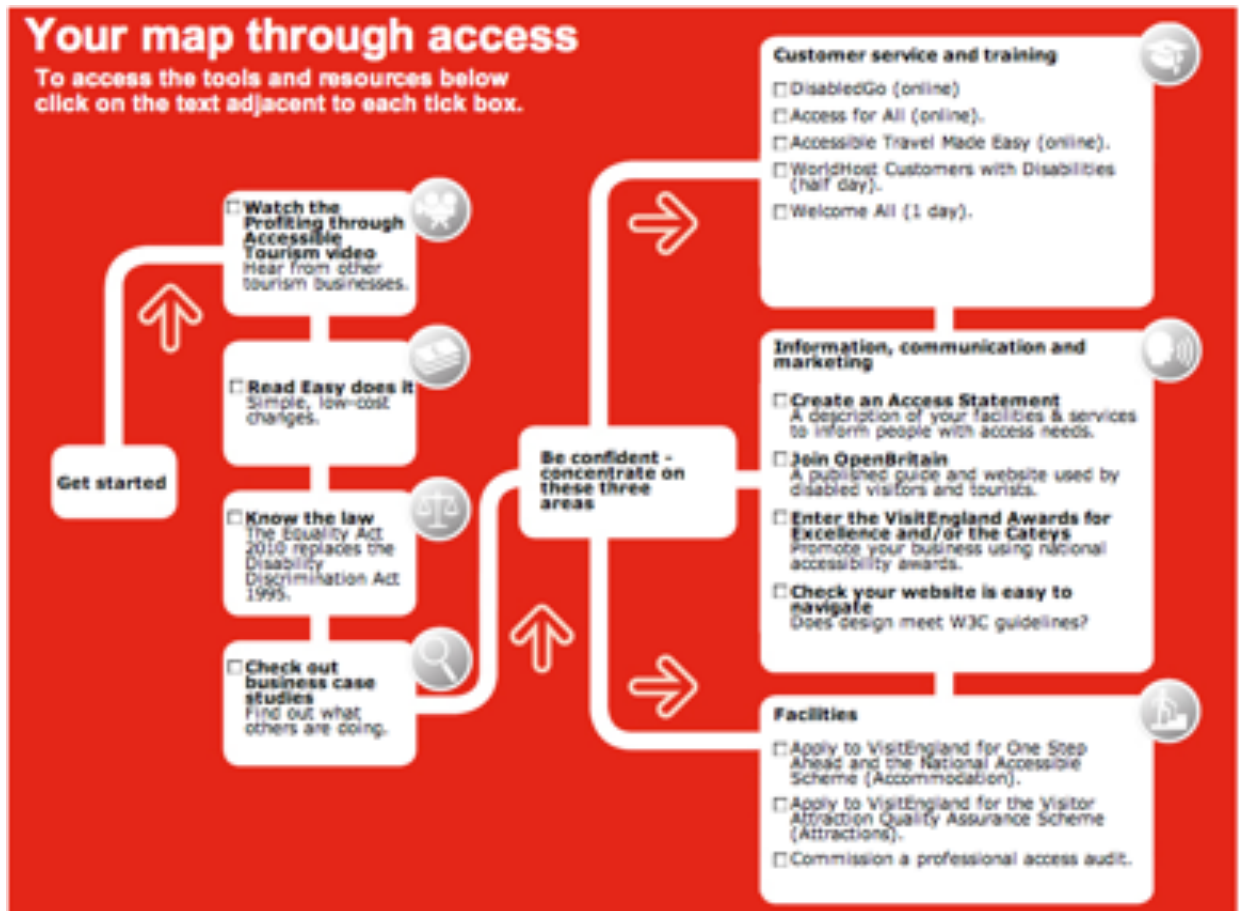 Your map through access
To access the tools and resources below
click on the text adjacent to each tick box.
Get started
Watch the
Profiting through
Accessible
Tourism video
Hear from other
tourism businesses.
Read Easy does it
Simple, low-cost
changes.
Know the law
The Equality Act
2010 replaces the
Disability
Discrimination Act
1995.
Check out
business case
studies
Find out what
others are doing.
Be confident -
concentrate on
these three
areas
Customer service and training
DisabledGo (online)
Access for All (online).
Accessible Travel Made Easy (online).
WorldHost Customers with Disabilities
(half day).
Welcome All (1 day).
Information, communication and
marketing
Create an Access Statement
A description of your facilities & services
to inform people with access needs.
Join OpenBritain
A published guide and website used by
disabled visitors and tourists.
Enter the VisitEngland Awards for
Excellence and/or the Cateys
Promote your business using national
accessibility awards.
Check your website is easy to
navigate
Does design meet W3C guidelines?
Facilities
Apply to VisitEngland for One Step
Ahead and the National Accessible
Scheme (Accommodation).
Apply to VisitEngland for the Visitor
Attraction Quality Assurance Scheme
(Attractions).
Commission a professional access audit.